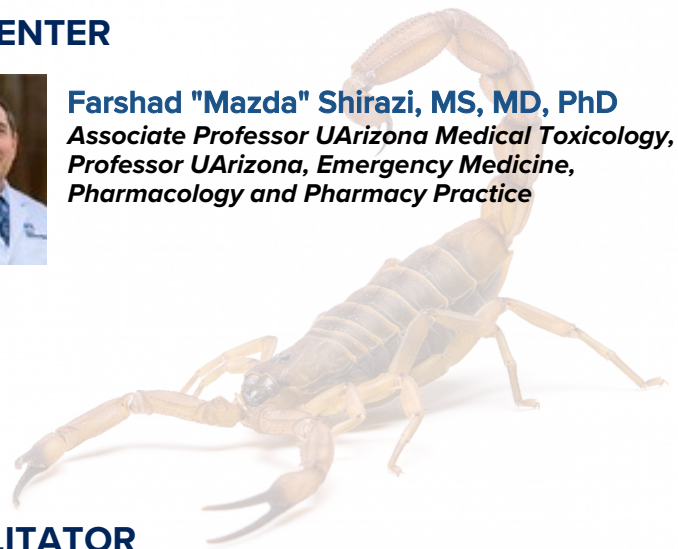 ENTER
Farshad "Mazda" Shirazi, MS, MD, PhD
Associate Professor UArizona Medical Toxicology,
Professor UArizona, Emergency Medicine,
Pharmacology and Pharmacy Practice
LITATOR